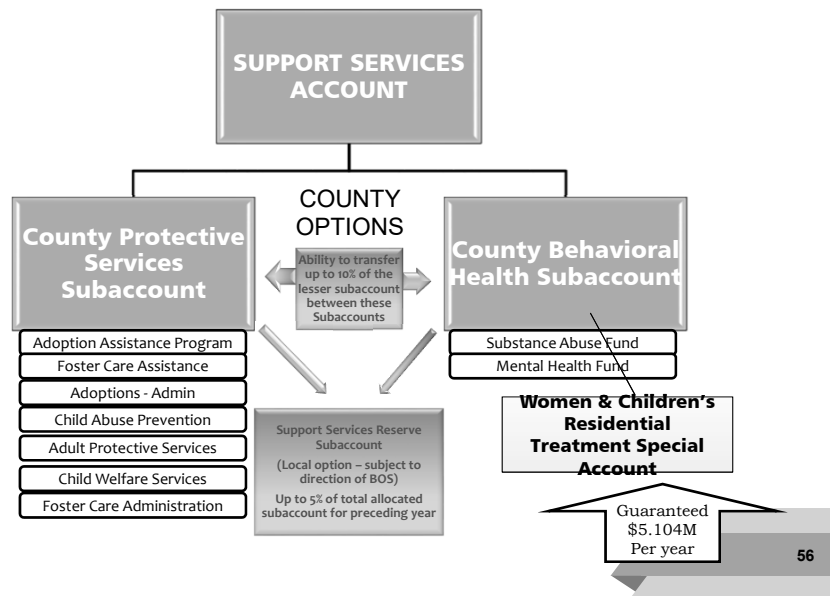 SUPPORT SERVICES
ACCOUNT
COUNTY
OPTIONS
County Protective
Services
Subaccount
Ability to transfer
up to 10% of the
lesser subaccount
between these
Subaccounts
County Behavioral
Health Subaccount
Adoption Assistance Program
Foster Care Assistance
Adoptions - Admin
Child Abuse Prevention
Adult Protective Services
Child Welfare Services
Foster Care Administration
Substance Abuse Fund
Mental Health Fund
Support Services Reserve
Subaccount
(Local option – subject to
direction of BOS)
Up to 5% of total allocated
subaccount for preceding year
Women & Children’s
Residential
Treatment Special
Account
Guaranteed
$5.104M
Per year
56